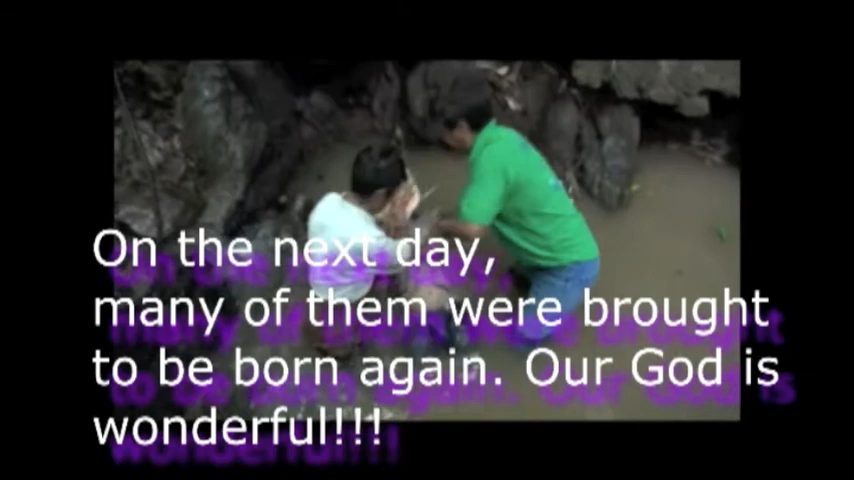 On the next day,
many of them were brought
to be born again. Our God is
wonderful!!!